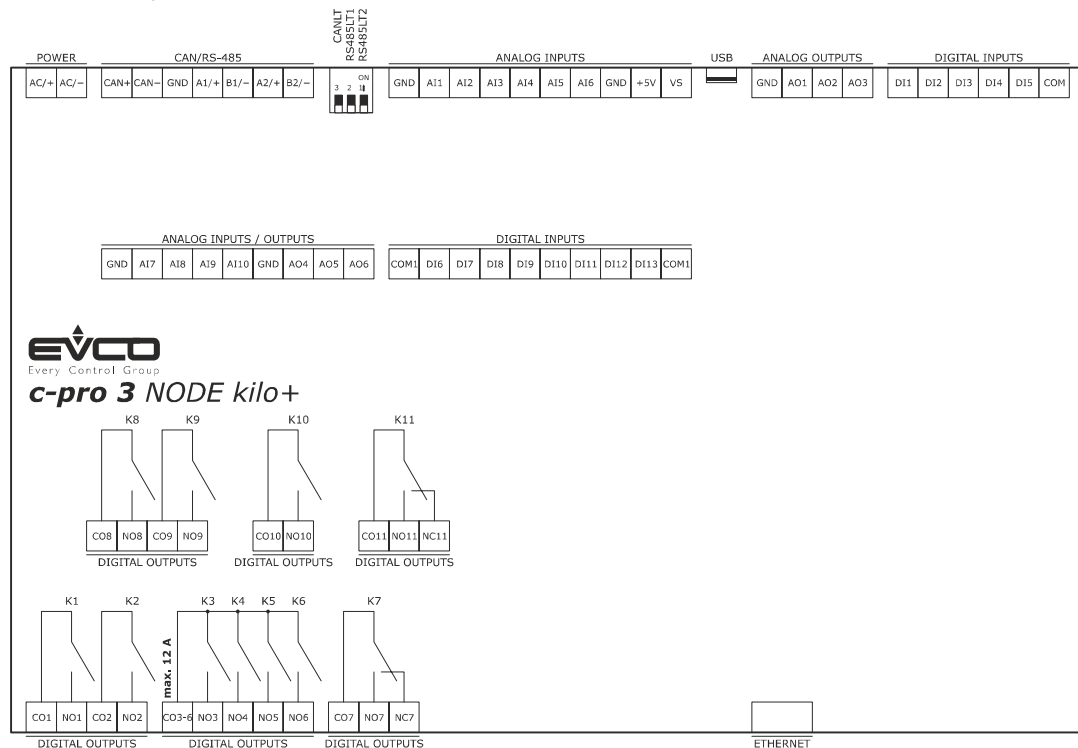 CANLT
RS485LT1
RS485LT2
POWER CAN/RS-485 ANALOG INPUTS USB ANALOG OUTPUTS DIGITAL INPUTS
ON
AC/+ AC/− CAN+ CAN− GND A1/+ B1/− A2/+ B2/− 3 2 1 GND AI1 AI2 AI3 AI4 AI5 AI6 GND +5V VS GND AO1 AO2 AO3 DI1 DI2 DI3 DI4 DI5 COM
ANALOG INPUTS / OUTPUTS DIGITAL INPUTS
GND AI7 AI8 AI9 AI10 GND AO4 AO5 AO6 COM1 DI6 DI7 DI8 DI9 DI10 DI11 DI12 DI13 COM1
EVCO
Every Control Group
c-pro 3 NODE kilo+
K8 K9 K10 K11
CO8 NO8 CO9 NO9 CO10 NO10 CO11 NO11 NC11
DIGITAL OUTPUTS DIGITAL OUTPUTS DIGITAL OUTPUTS
K1 K2 K3 K4 K5 K6 K7
max. 12 A
CO1 NO1 CO2 NO2 CO3-6 NO3 NO4 NO5 NO6 CO7 NO7 NC7
DIGITAL OUTPUTS DIGITAL OUTPUTS DIGITAL OUTPUTS ETHERNET